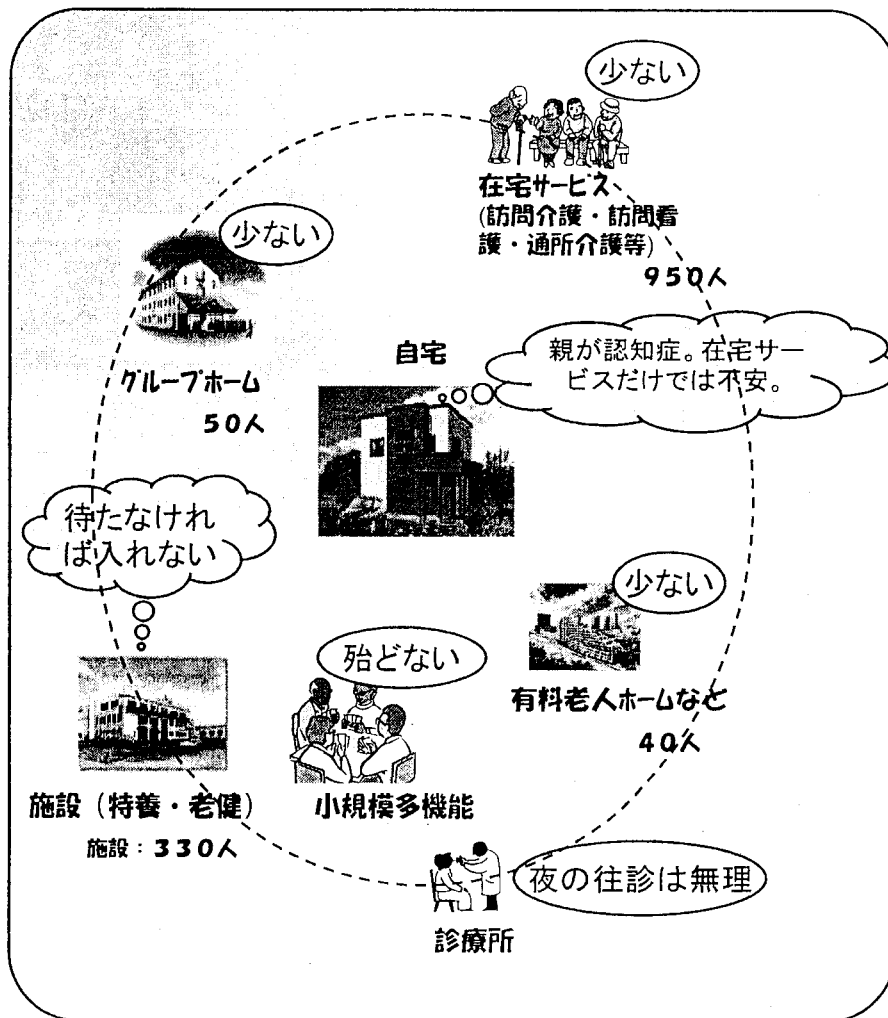 少ない
在宅サービス
(訪問介護・訪問看
護・通所介護等)
950人
少ない
グループホーム
50人
自宅
親が認知症。在宅サー
ビスだけでは不安。
待たなけれ
ば入れない
施設（特養・老健）
施設：330人
殆どない
小規模多機能
少ない
有料老人ホームなど
40人
夜の往診は無理
診療所